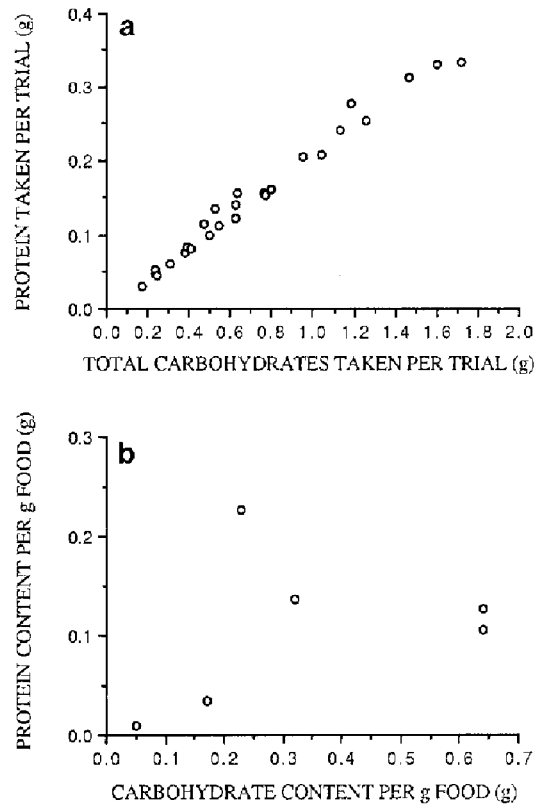 a
PROTEIN TAKEN PER TRIAL (g)
0.4
0.3
0.2
0.1
0.0
0.0 0.2 0.4 0.6 0.8 1.0 1.2 1.4 1.6 1.8 2.0
TOTAL CARBOHYDRATES TAKEN PER TRIAL (g)
b
PROTEIN CONTENT PER g FOOD (g)
0.3
0.2
0.1
0.0
0.0 0.1 0.2 0.3 0.4 0.5 0.6 0.7
CARBOHYDRATE CONTENT PER g FOOD (g)